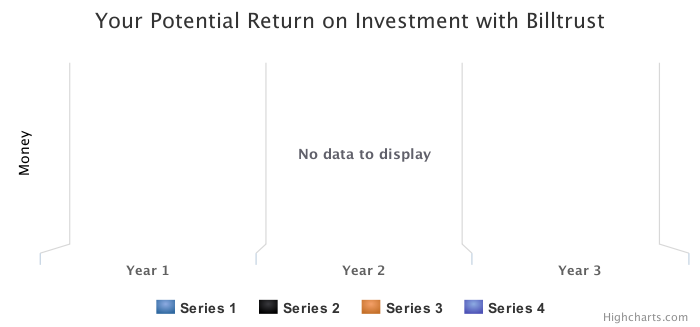 Your Potential Return on Investment with Billtrust
Money
No data to display
Year 1 Year 2 Year 3
Series 1 Series 2 Series 3 Series 4
Highcharts.com